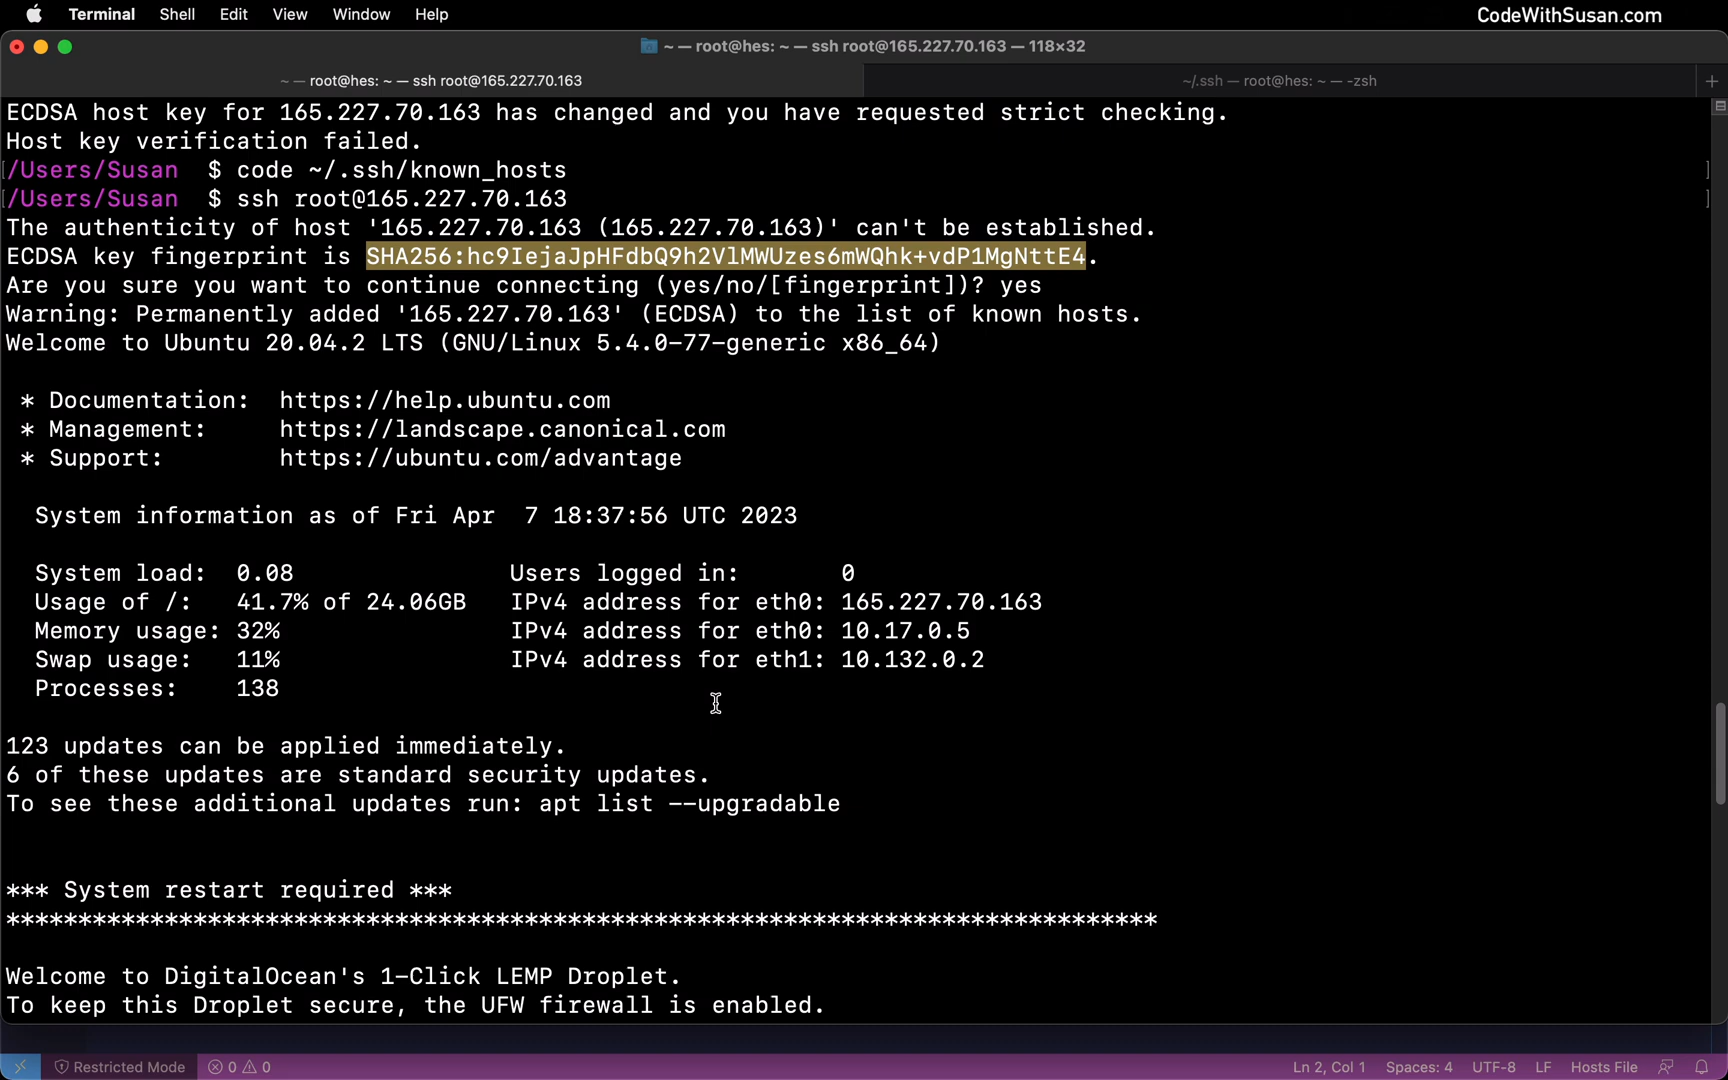 Terminal Shell Edit View Window Help CodeWithSusan.com
~ — root@hes: ~ — ssh root@165.227.70.163 — 118×32
~ — root@hes: ~ — ssh root@165.227.70.163 ~/.ssh — root@hes: ~ — -zsh +
ECDSA host key for 165.227.70.163 has changed and you have requested strict checking.
Host key verification failed.
[/Users/Susan $ code ~/.ssh/known_hosts ]
[/Users/Susan $ ssh root@165.227.70.163 ]
The authenticity of host '165.227.70.163 (165.227.70.163)' can't be established.
ECDSA key fingerprint is SHA256:hc9IejaJpHFdbQ9h2VlMWUzes6mWQhk+vdP1MgNttE4.
Are you sure you want to continue connecting (yes/no/[fingerprint])? yes
Warning: Permanently added '165.227.70.163' (ECDSA) to the list of known hosts.
Welcome to Ubuntu 20.04.2 LTS (GNU/Linux 5.4.0-77-generic x86_64)
* Documentation: https://help.ubuntu.com
* Management: https://landscape.canonical.com
* Support: https://ubuntu.com/advantage
System information as of Fri Apr 7 18:37:56 UTC 2023
System load: 0.08 Users logged in: 0
Usage of /: 41.7% of 24.06GB IPv4 address for eth0: 165.227.70.163
Memory usage: 32% IPv4 address for eth0: 10.17.0.5
Swap usage: 11% IPv4 address for eth1: 10.132.0.2
Processes: 138
123 updates can be applied immediately.
6 of these updates are standard security updates.
To see these additional updates run: apt list --upgradable
*** System restart required ***
********************************************************************************
Welcome to DigitalOcean's 1-Click LEMP Droplet.
To keep this Droplet secure, the UFW firewall is enabled.
Restricted Mode 0 0 Ln 2, Col 1 Spaces: 4 UTF-8 LF Hosts File